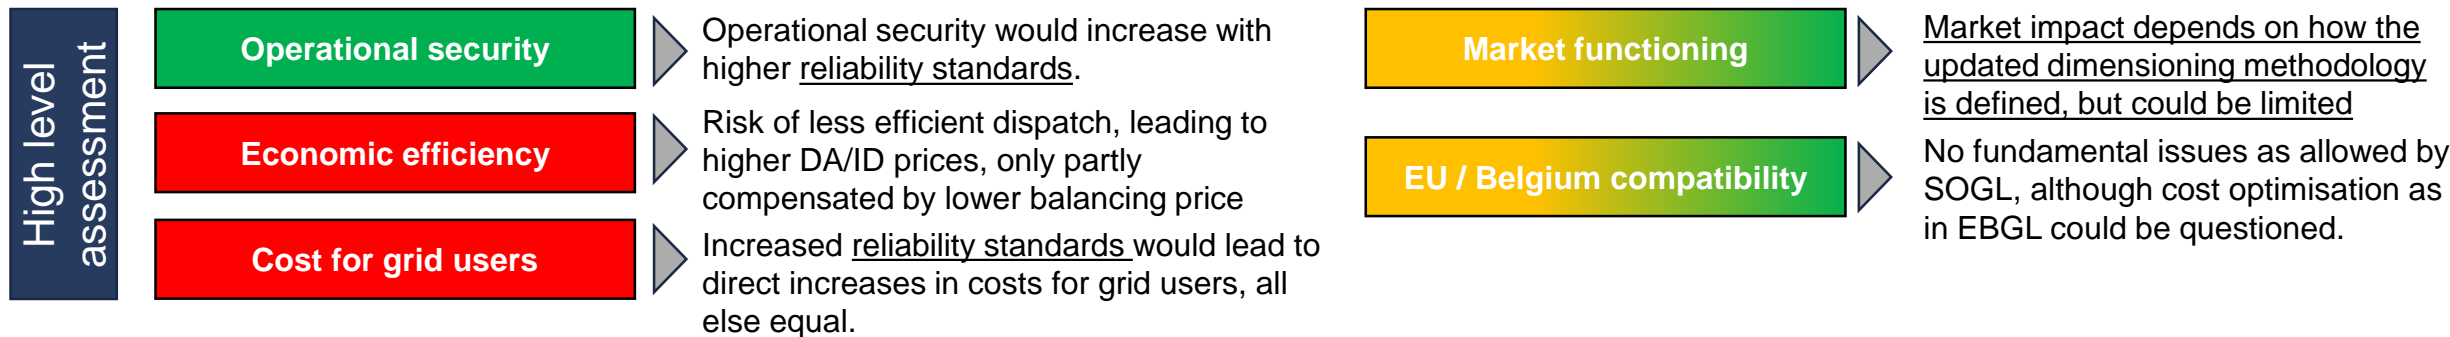 High level
assessment
Operational security
Operational security would increase with
higher reliability standards.
Economic efficiency
Risk of less efficient dispatch, leading to
higher DA/ID prices, only partly
compensated by lower balancing price
Cost for grid users
Increased reliability standards would lead to
direct increases in costs for grid users, all
else equal.
Market functioning
Market impact depends on how the
updated dimensioning methodology
is defined, but could be limited
EU / Belgium compatibility
No fundamental issues as allowed by
SOGL, although cost optimisation as
in EBGL could be questioned.